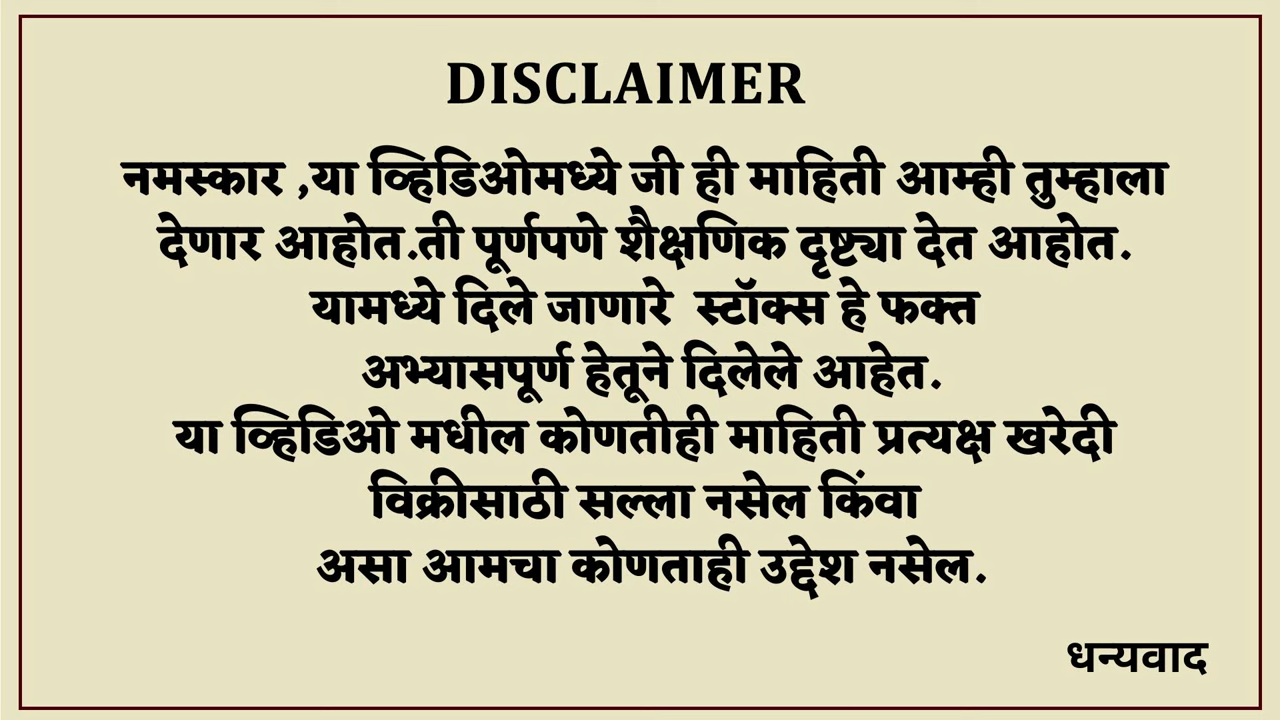 DISCLAIMER
नमस्कार ,या व्हिडिओमध्ये जी ही माहिती आम्ही तुम्हाला
देणार आहोत.ती पूर्णपणे शैक्षणिक दृष्ट्या देत आहोत.
यामध्ये दिले जाणारे  स्टॉक्स हे फक्त
अभ्यासपूर्ण हेतूने दिलेले आहेत.
या व्हिडिओ मधील कोणतीही माहिती प्रत्यक्ष खरेदी
विक्रीसाठी सल्ला नसेल किंवा
असा आमचा कोणताही उद्देश नसेल.
धन्यवाद